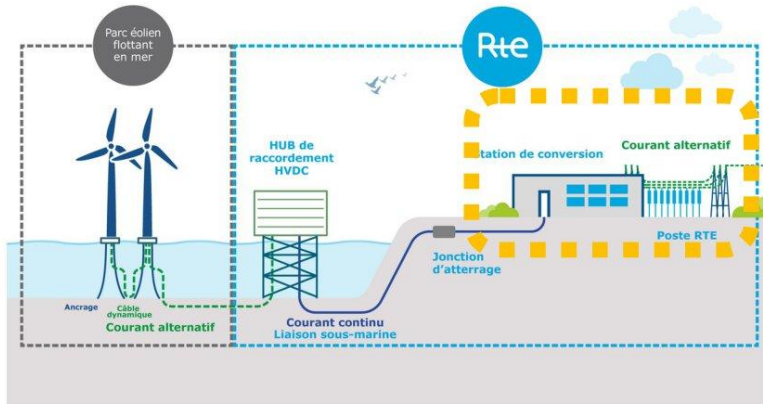 Parc éolien
flottant
en mer
Rte
HUB de
raccordement
HVDC
Courant alternatif
Station de conversion
Jonction
d'atterrage
Poste RTE
Ancrage
Câble
dynamique
Courant alternatif
Courant continu
Liaison sous-marine